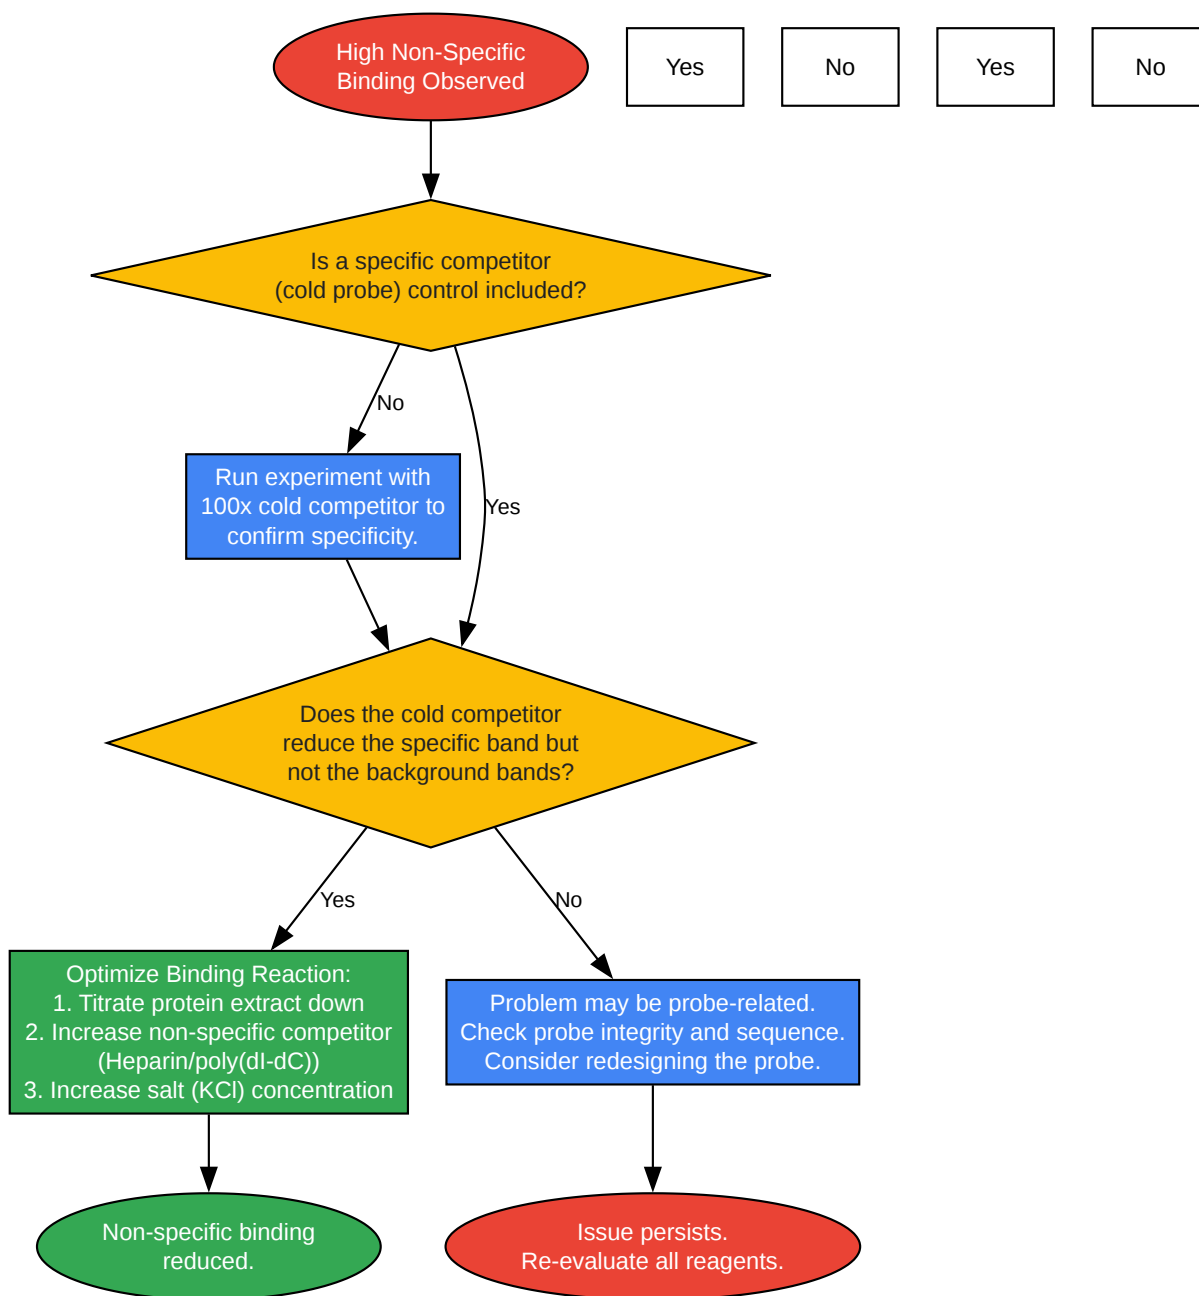 High Non-Specific
Binding Observed
Yes
No
Yes
No
Is a specific competitor
(cold probe) control included?
No
Run experiment with
100x cold competitor to
confirm specificity.
Yes
Does the cold competitor
reduce the specific band but
not the background bands?
Yes
No
Optimize Binding Reaction:
1. Titrate protein extract down
2. Increase non-specific competitor
(Heparin/poly(dI-dC))
3. Increase salt (KCl) concentration
Problem may be probe-related.
Check probe integrity and sequence.
Consider redesigning the probe.
Non-specific binding
reduced.
Issue persists.
Re-evaluate all reagents.